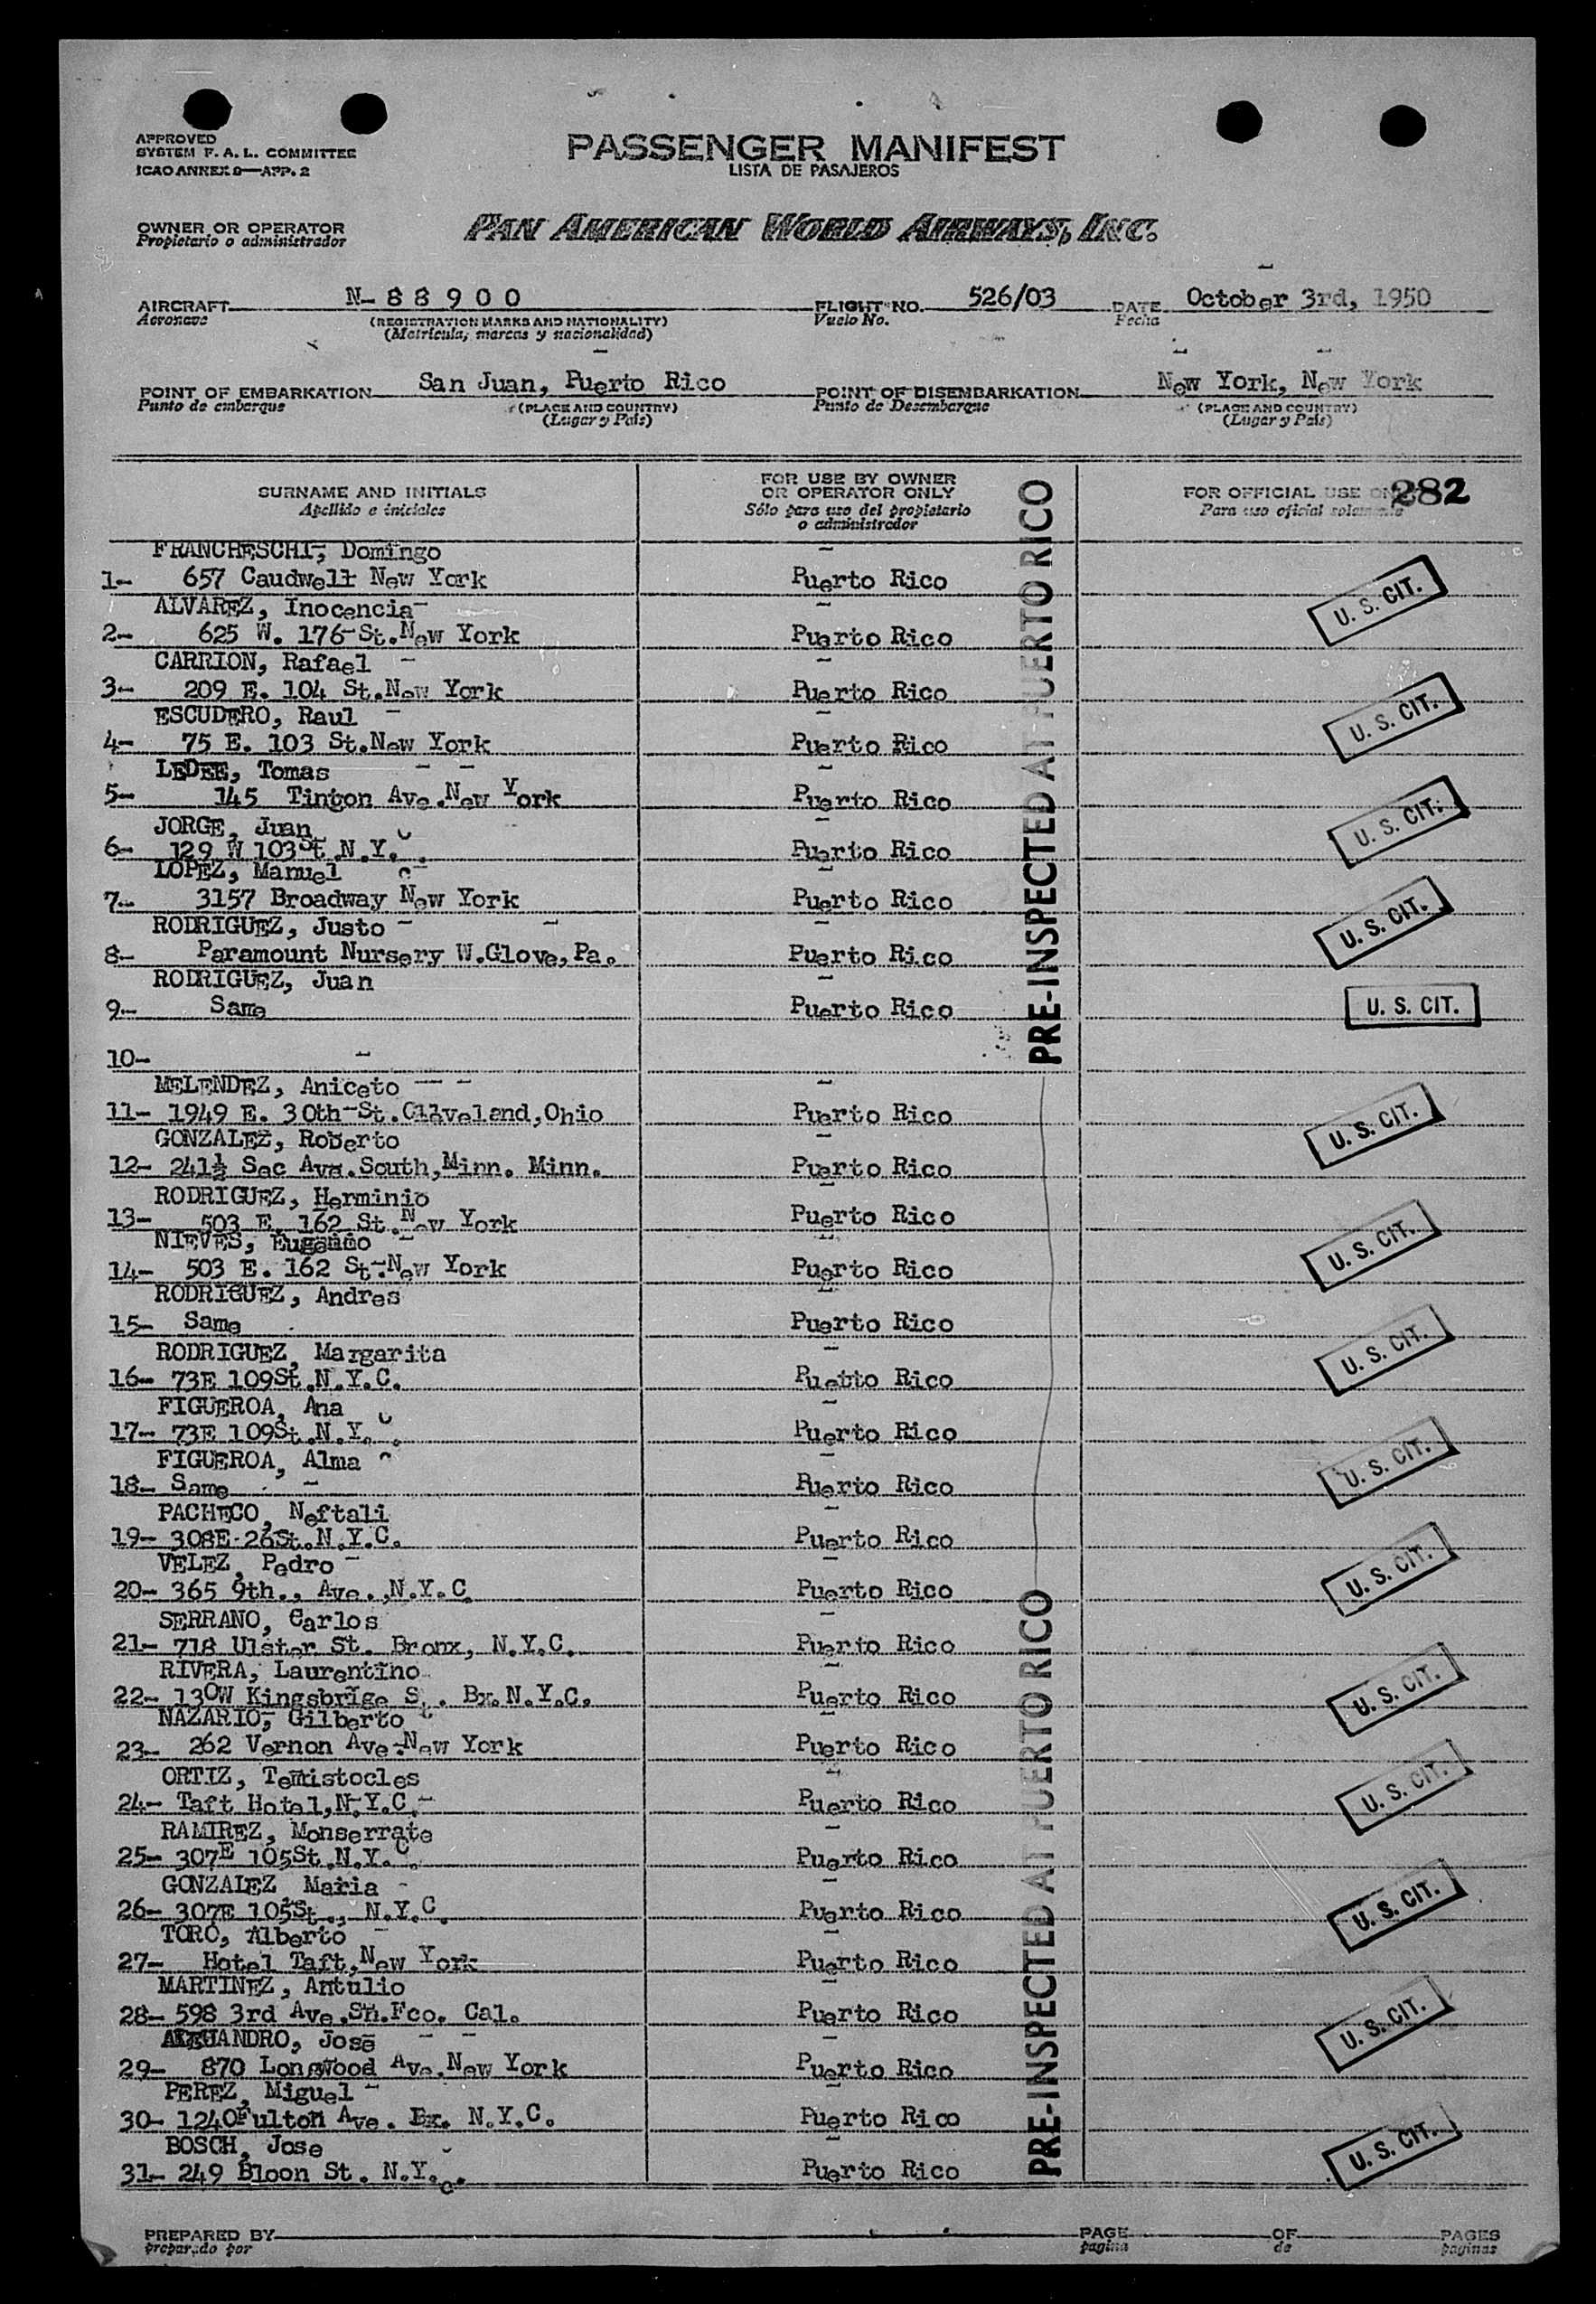 APPROVED
SYSTEM F. A. L. COMMITTEE
ICAO ANNEX 9—APP. 2
PASSENGER MANIFEST
LISTA DE PASAJEROS
OWNER OR OPERATOR
Propietario o administrador
PAN AMERICAN WORLD AIRWAYS, INC.
AIRCRAFT N-88900 FLIGHT NO. 526/03 DATE October 3rd, 1950
Aeronave (REGISTRATION MARKS AND NATIONALITY) Vuelo No. Fecha
(Matricula, marcas y nacionalidad)
POINT OF EMBARKATION San Juan, Puerto Rico POINT OF DISEMBARKATION New York, New York
Punto de embarque (PLACE AND COUNTRY) Punto de Desembarque (PLACE AND COUNTRY)
(Lugar y Pais) (Lugar y Pais)
SURNAME AND INITIALS
Apellido e iniciales
FOR USE BY OWNER
OR OPERATOR ONLY
Sólo para uso del propietario
o administrador
FOR OFFICIAL USE 282
Para uso oficial solamente
FRANCHESCHI, Domingo
1- 657 Caudwell New York Puerto Rico U. S. CIT.
ALVAREZ, Inocencia
2- 625 W. 176 St. New York Puerto Rico
CARRION, Rafael
3- 209 E. 104 St. New York Puerto Rico U. S. CIT.
ESCUDERO, Raul
4- 75 E. 103 St. New York Puerto Rico
LEDEE, Tomas
5- 145 Tinton Ave. New York Puerto Rico U. S. CIT.
JORGE, Juan
6- 129 W 103St. N.Y.C. Puerto Rico
LOPEZ, Manuel
7- 3157 Broadway New York Puerto Rico U. S. CIT.
RODRIGUEZ, Justo
8- Paramount Nursery W.Glove, Pa. Puerto Rico
RODRIGUEZ, Juan
9- Same Puerto Rico U. S. CIT.
10-
MELENDEZ, Aniceto
11- 1949 E. 30th St. Cleveland, Ohio Puerto Rico U. S. CIT.
GONZALEZ, Roberto
12- 241½ Sec Ave. South, Minn. Minn. Puerto Rico
RODRIGUEZ, Herminio
13- 503 E. 162 St. New York Puerto Rico U. S. CIT.
NIEVES,
14- 503 E. 162 St. New York Puerto Rico
RODRIGUEZ, Andres
15- Same Puerto Rico U. S. CIT.
RODRIGUEZ, Margarita
16- 73E 109St. N.Y.C. Puerto Rico
FIGUEROA, Ana
17- 73E 109St. N.Y.C. Puerto Rico U. S. CIT.
FIGUEROA, Alma
18- Same Puerto Rico
PACHECO, Neftali
19- 308E 26St. N.Y.C. Puerto Rico U. S. CIT.
VELEZ, Pedro
20- 365 9th., Ave., N.Y.C. Puerto Rico
SERRANO, Carlos
21- 718 Ulster St. Bronx, N.Y.C. Puerto Rico
RIVERA, Laurentino
22- 130W Kingsbrige St. Bx. N.Y.C. Puerto Rico U. S. CIT.
NAZARIO, Gilberto
23- 262 Vernon Ave. New York Puerto Rico
ORTIZ, Temistocles
24- Taft Hotel, N.Y.C. Puerto Rico U. S. CIT.
RAMIREZ, Monserrate
25- 307E 105St. N.Y.C. Puerto Rico
GONZALEZ Maria
26- 307E 105St., N.Y.C. Puerto Rico U. S. CIT.
TORO, Alberto
27- Hotel Taft, New York Puerto Rico
MARTINEZ, Antulio
28- 598 3rd Ave. Sn. Fco. Cal. Puerto Rico U. S. CIT.
José
29- 870 Longwood Ave. New York Puerto Rico
PEREZ, Miguel
30- 1240Fulton Ave. Bx. N.Y.C. Puerto Rico
BOSCH, Jose
31- 249 Bloon St. N.Y.C. Puerto Rico U. S. CIT.
PRE-INSPECTED AT PUERTO RICO
PRE-INSPECTED AT PUERTO RICO
PREPARED BY PAGE OF PAGES
preparado por pagina de paginas